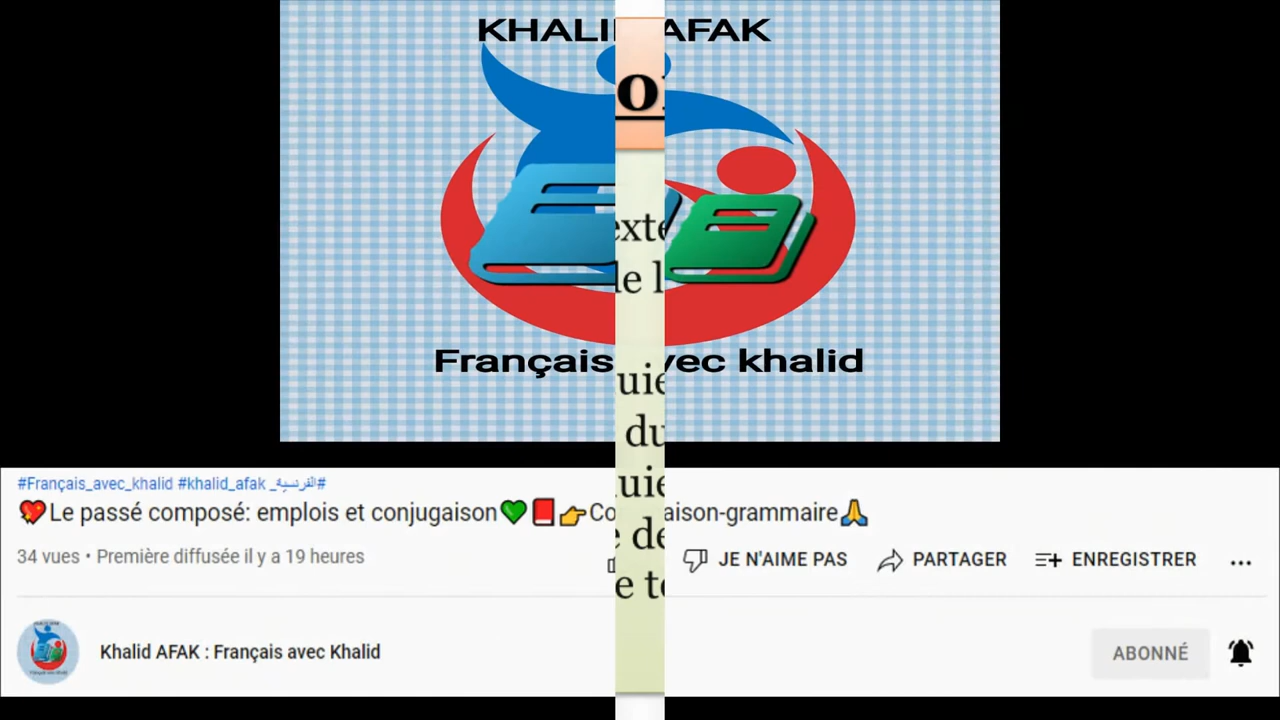 KHALI AFAK
Français vec khalid
#Français_avec_khalid #khalid_afak _الفرنسية#
Le passé composé: emplois et conjugaison Co aison-grammaire
34 vues • Première diffusée il y a 19 heures
JE N'AIME PAS PARTAGER ENREGISTRER ...
Khalid AFAK : Français avec Khalid
ABONNÉ